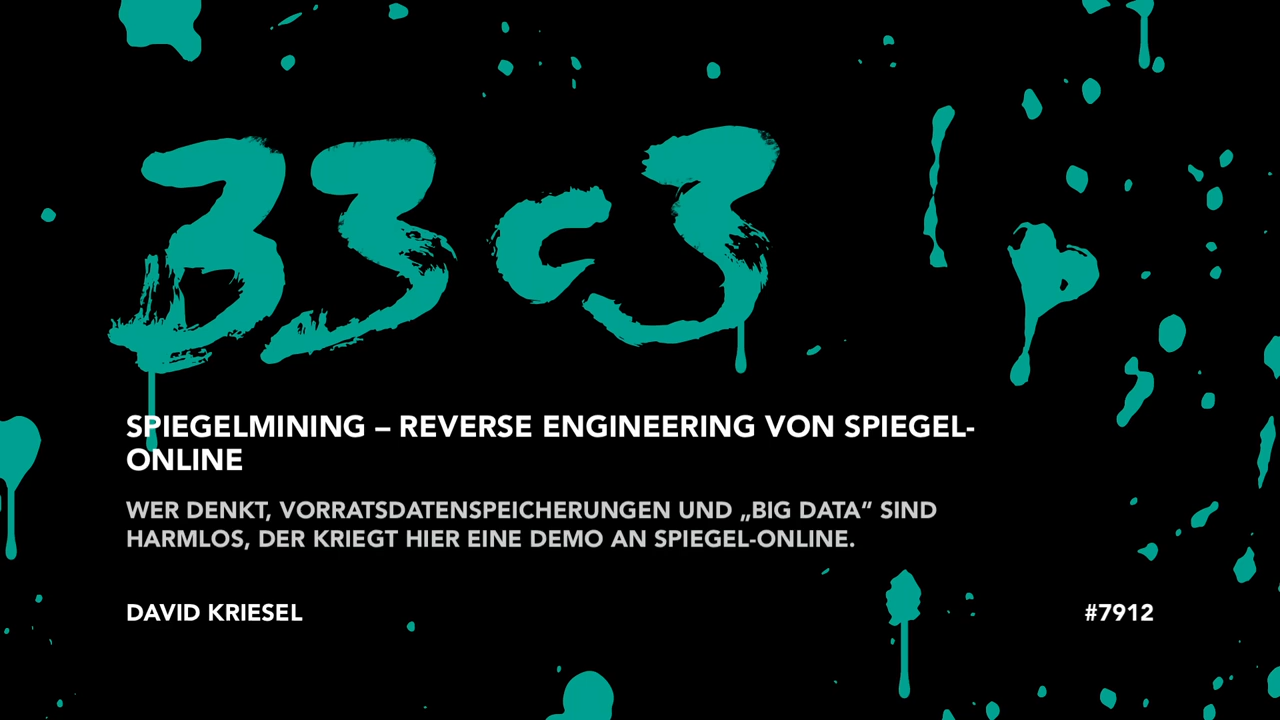 33c3
SPIEGELMINING – REVERSE ENGINEERING VON SPIEGEL-
ONLINE
WER DENKT, VORRATSDATENSPEICHERUNGEN UND „BIG DATA“ SIND
HARMLOS, DER KRIEGT HIER EINE DEMO AN SPIEGEL-ONLINE.
DAVID KRIESEL
#7912